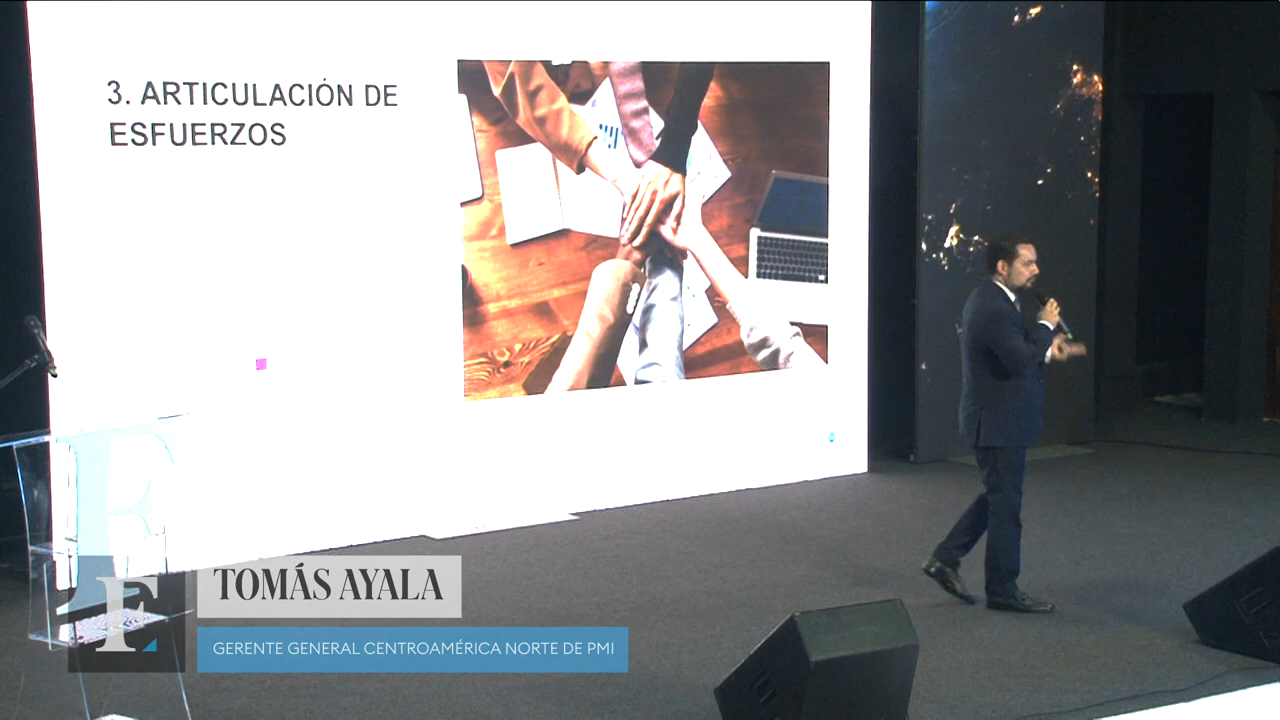 3. ARTICULACIÓN DE
ESFUERZOS
E
E
TOMÁS AYALA
GERENTE GENERAL CENTROAMÉRICA NORTE DE PMI